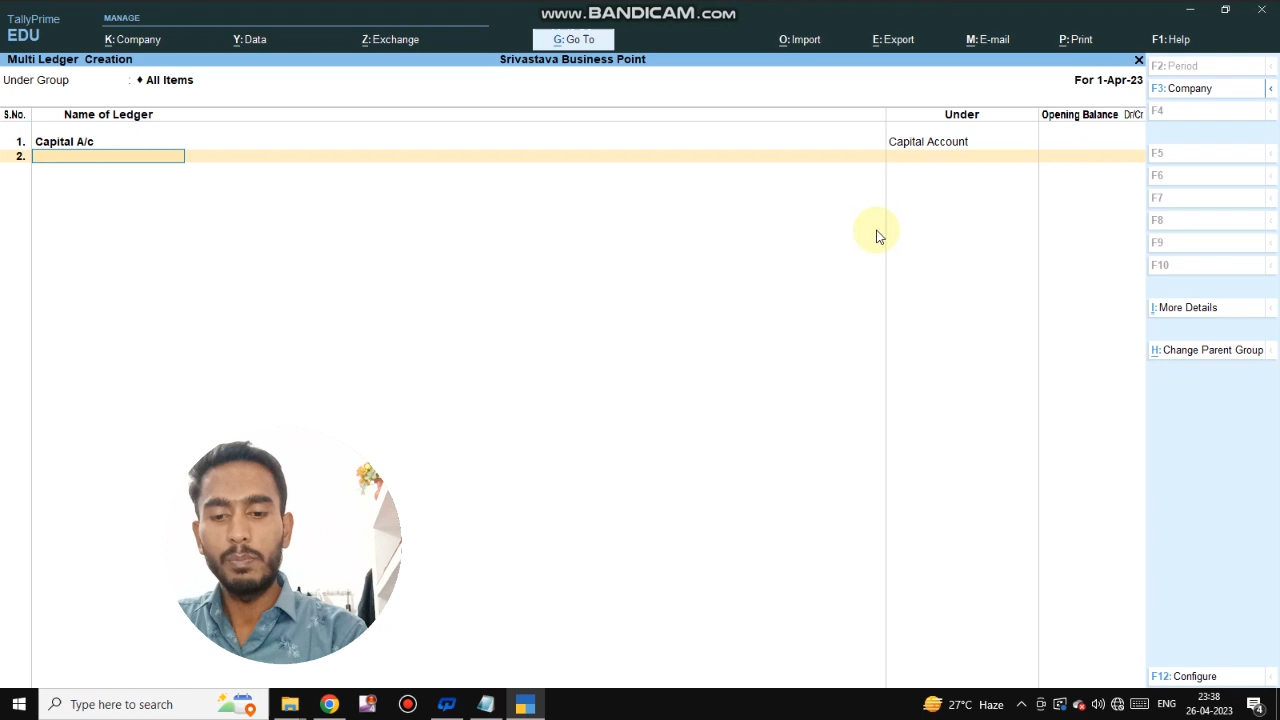 www.BANDICAM.com
TallyPrime
EDU
MANAGE
K: Company
Y: Data
Z: Exchange
G: Go To
O: Import
E: Export
M: E-mail
P: Print
F1: Help
Multi Ledger Creation
Srivastava Business Point
Under Group : ♦ All Items
For 1-Apr-23
S.No. Name of Ledger Under Opening Balance Dr/Cr
1. Capital A/c Capital Account
2.
F2: Period
F3: Company
F4
F5
F6
F7
F8
F9
F10
I: More Details
H: Change Parent Group
F12: Configure
Type here to search
27°C Haze
ENG
23:38
26-04-2023
4